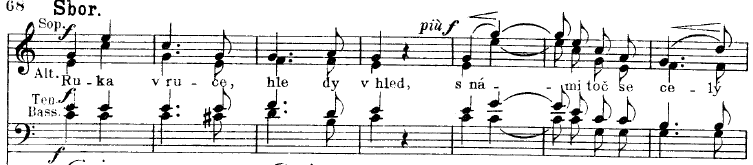 68 Sbor.
Sop. f più f
Alt. Ru - ka v ru - ce, hle dy v hled, s ná - mi toč se ce - lý
Ten. f
Bass.
f